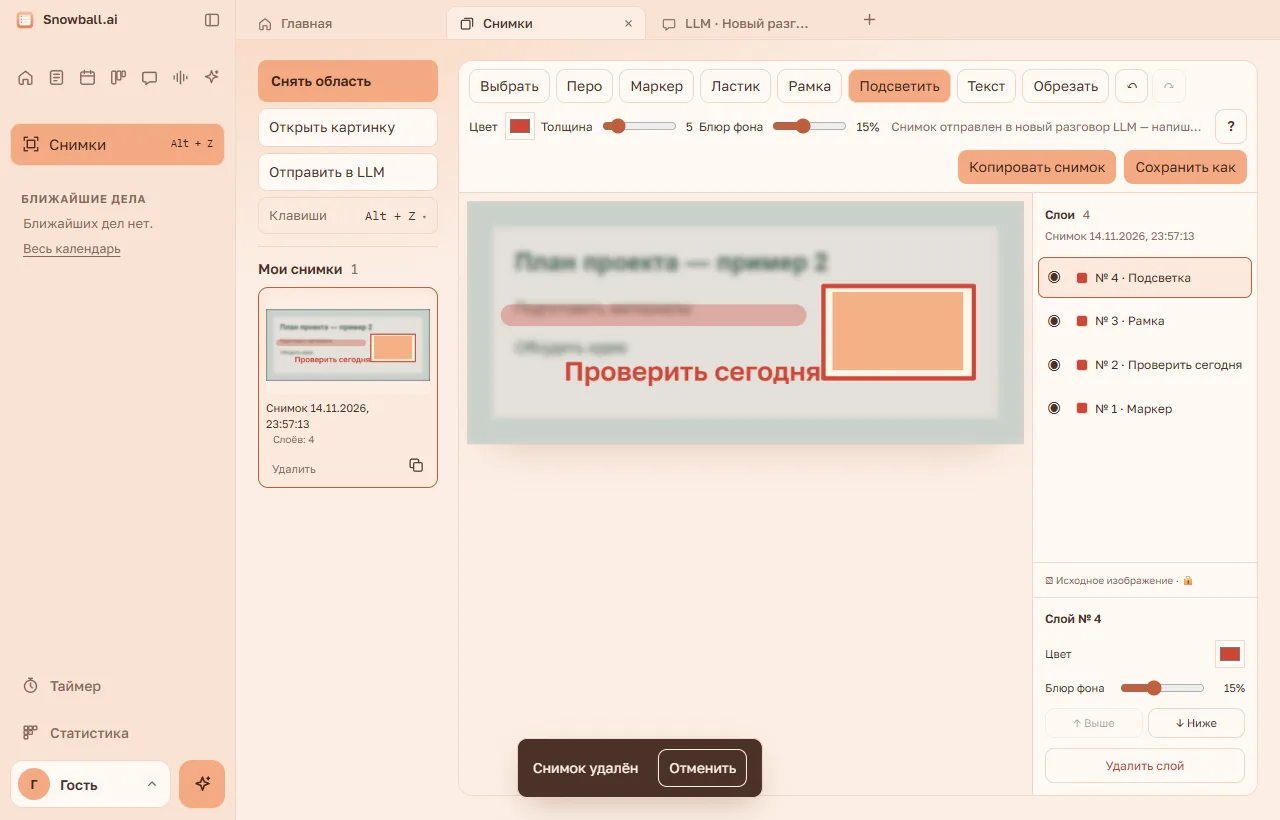 Snowball.ai
Главная
Снимки
LLM · Новый разг...
Снимки
Alt + Z
БЛИЖАЙШИЕ ДЕЛА
Ближайших дел нет.
Весь календарь
Таймер
Статистика
Г
Гость
Снять область
Открыть картинку
Отправить в LLM
Клавиши
Alt + Z
Мои снимки 1
План проекта — пример 2
Проверить сегодня
Снимок 14.11.2026,
23:57:13
Слоёв: 4
Удалить
Выбрать
Перо
Маркер
Ластик
Рамка
Подсветить
Текст
Обрезать
Цвет
Толщина
5
Блюр фона
15%
Снимок отправлен в новый разговор LLM — напиш...
?
Копировать снимок
Сохранить как
План проекта — пример 2
Подготовить материалы
Обсудить идею
Проверить сегодня
Слои 4
Снимок 14.11.2026, 23:57:13
№ 4 · Подсветка
№ 3 · Рамка
№ 2 · Проверить сегодня
№ 1 · Маркер
Исходное изображение ·
Слой № 4
Цвет
Блюр фона
15%
↑ Выше
↓ Ниже
Удалить слой
Снимок удалён
Отменить